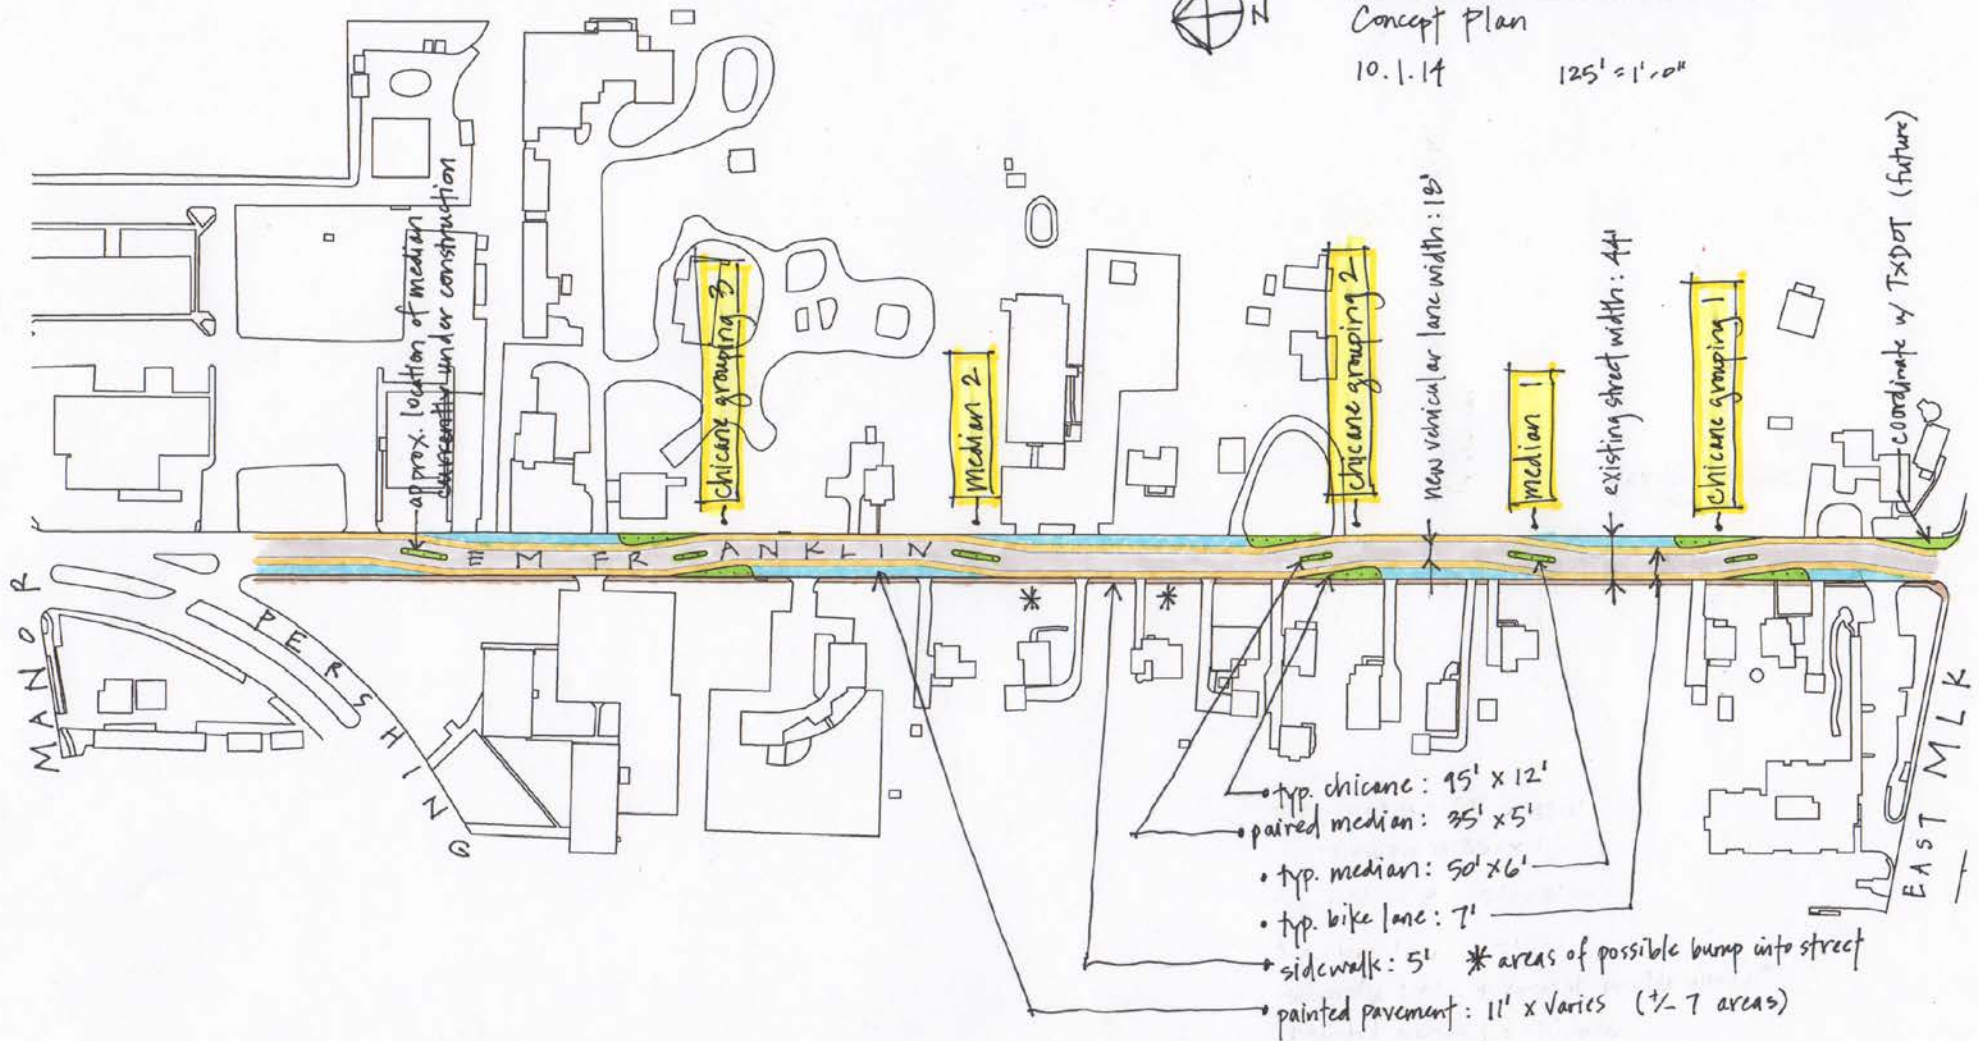 N
Concept Plan
10.1.14 125' = 1'-0"
approx. location of median
currently under construction
chicane grouping 3
median 2
chicane grouping 2
new vehicular lane width: 18'
median 1
existing street width: 44'
chicane grouping 1
coordinate w/ TxDOT (future)
E M FRANKLIN
MANOR
PERSHING
EAST MLK
• typ. chicane: 95' x 12'
• paired median: 35' x 5'
• typ. median: 50' x 6'
• typ. bike lane: 7'
• sidewalk: 5' * areas of possible bump into street
• painted pavement: 11' x varies (+/- 7 areas)
* *